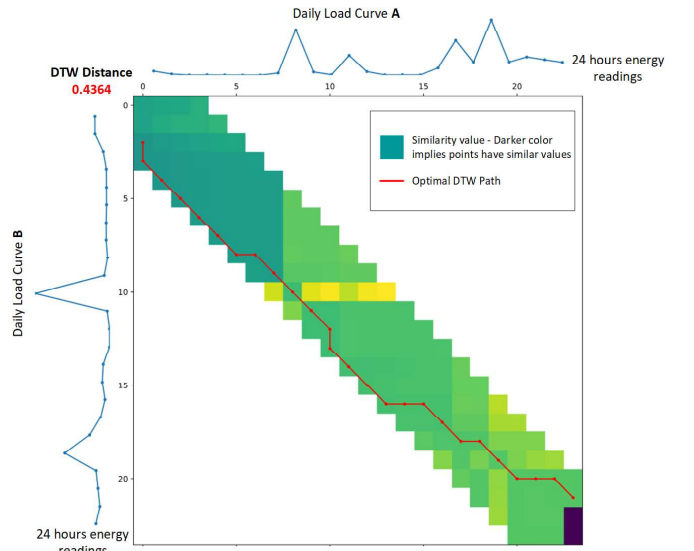 Daily Load Curve A
24 hours energy
readings
DTW Distance
0.4364
0 5 10 15 20
0
5
10
15
20
Similarity value - Darker color
implies points have similar values
Optimal DTW Path
Daily Load Curve B
24 hours energy
readings